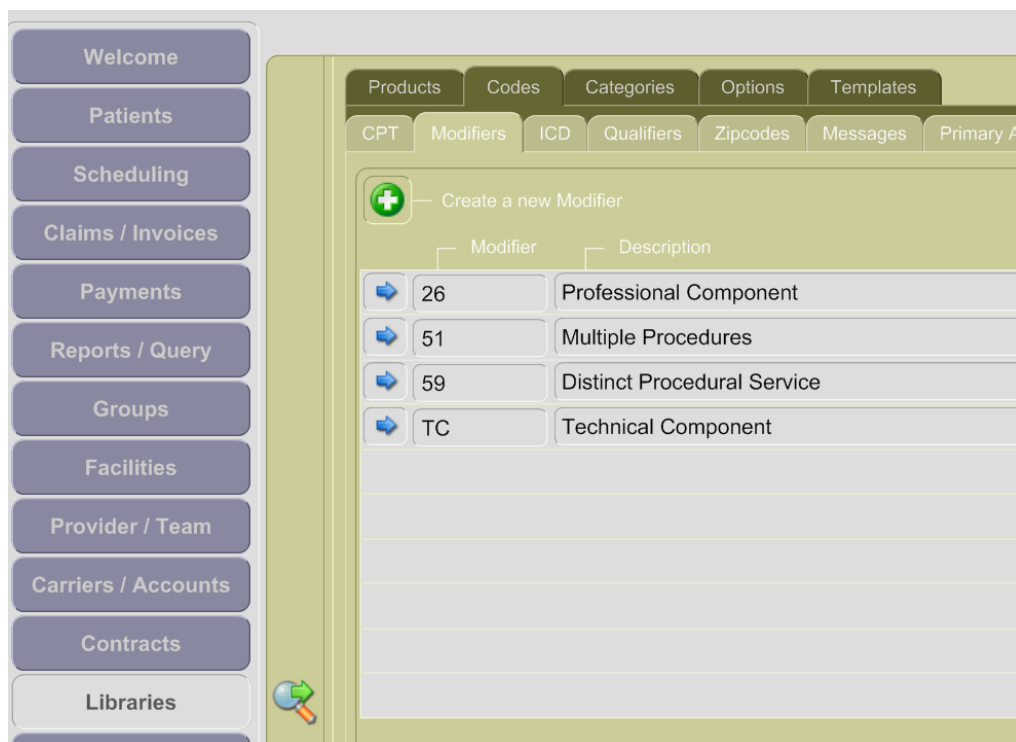 Welcome
Patients
Scheduling
Claims / Invoices
Payments
Reports / Query
Groups
Facilities
Provider / Team
Carriers / Accounts
Contracts
Libraries
Products Codes Categories Options Templates
CPT Modifiers ICD Qualifiers Zipcodes Messages Primary A
Create a new Modifier
Modifier Description
26 Professional Component
51 Multiple Procedures
59 Distinct Procedural Service
TC Technical Component